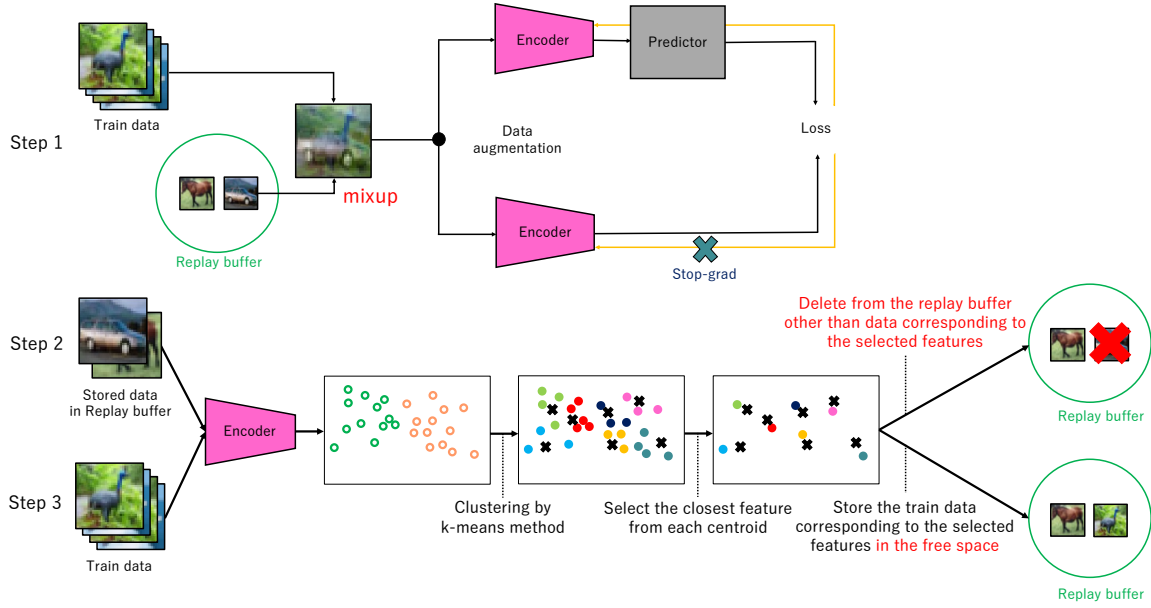 Encoder
Predictor
Train data
Step 1
Data
augmentation
Loss
mixup
Encoder
Replay buffer
Stop-grad
Step 2
Stored data
in Replay buffer
Encoder
Delete from the replay buffer
other than data corresponding to
the selected features
Replay buffer
Step 3
Train data
Clustering by
k-means method
Select the closest feature
from each centroid
Store the train data
corresponding to the selected
features in the free space
Replay buffer